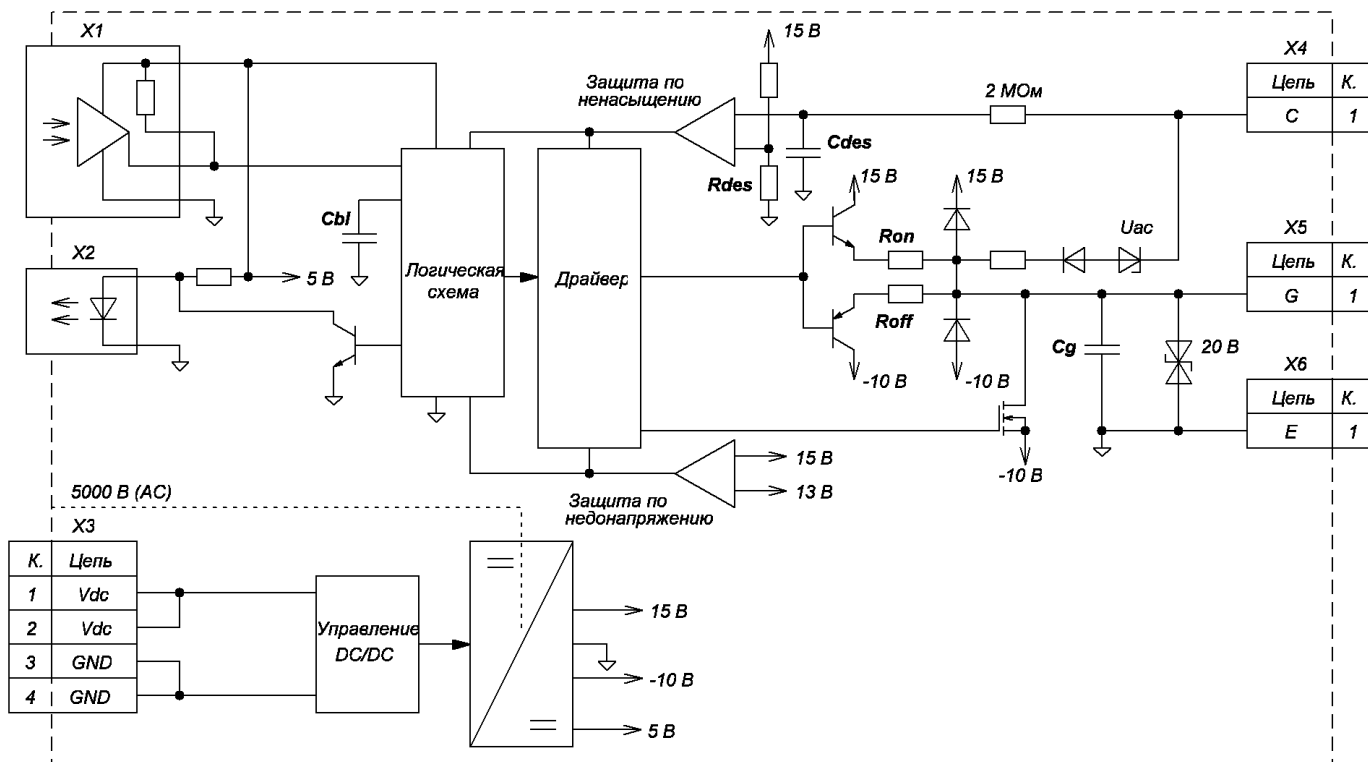 X1
15 В
X4
Защита по
ненасыщению
2 МОм
Цепь К.
C 1
Cdes
Rdes
15 В
15 В
Cbl
Ron
Uac
X5
X2
5 В
Логическая
схема
Драйвер
Цепь К.
G 1
Roff
Cg
20 В
X6
-10 В
-10 В
Цепь К.
E 1
15 В
-10 В
13 В
5000 В (AC)
Защита по
недонапряжению
X3
К. Цепь
1 Vdc
2 Vdc
3 GND
4 GND
Управление
DC/DC
15 В
-10 В
5 В